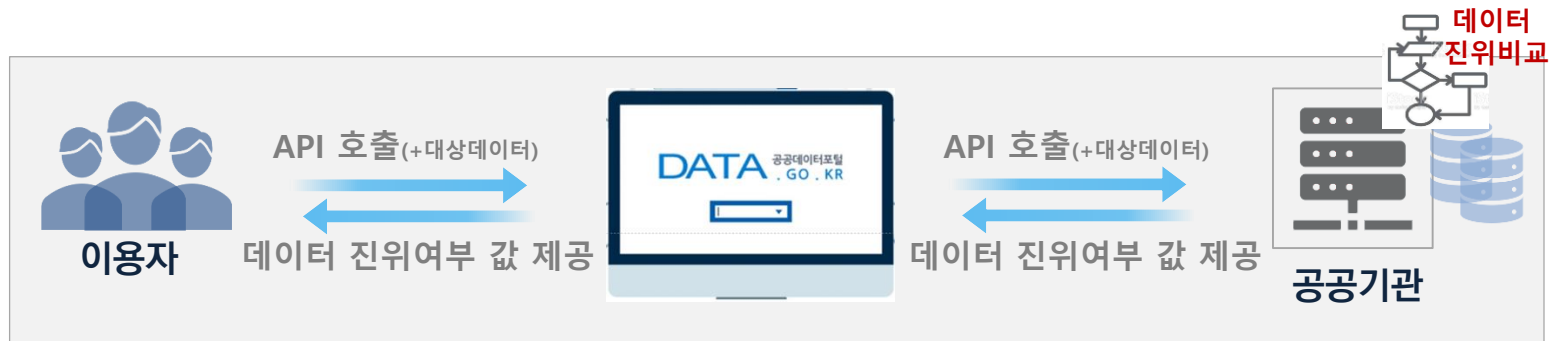 데이터
진위비교
API 호출(+대상데이터)
API 호출(+대상데이터)
DATA 공공데이터포털
. GO . KR
이용자
데이터 진위여부 값 제공
데이터 진위여부 값 제공
공공기관